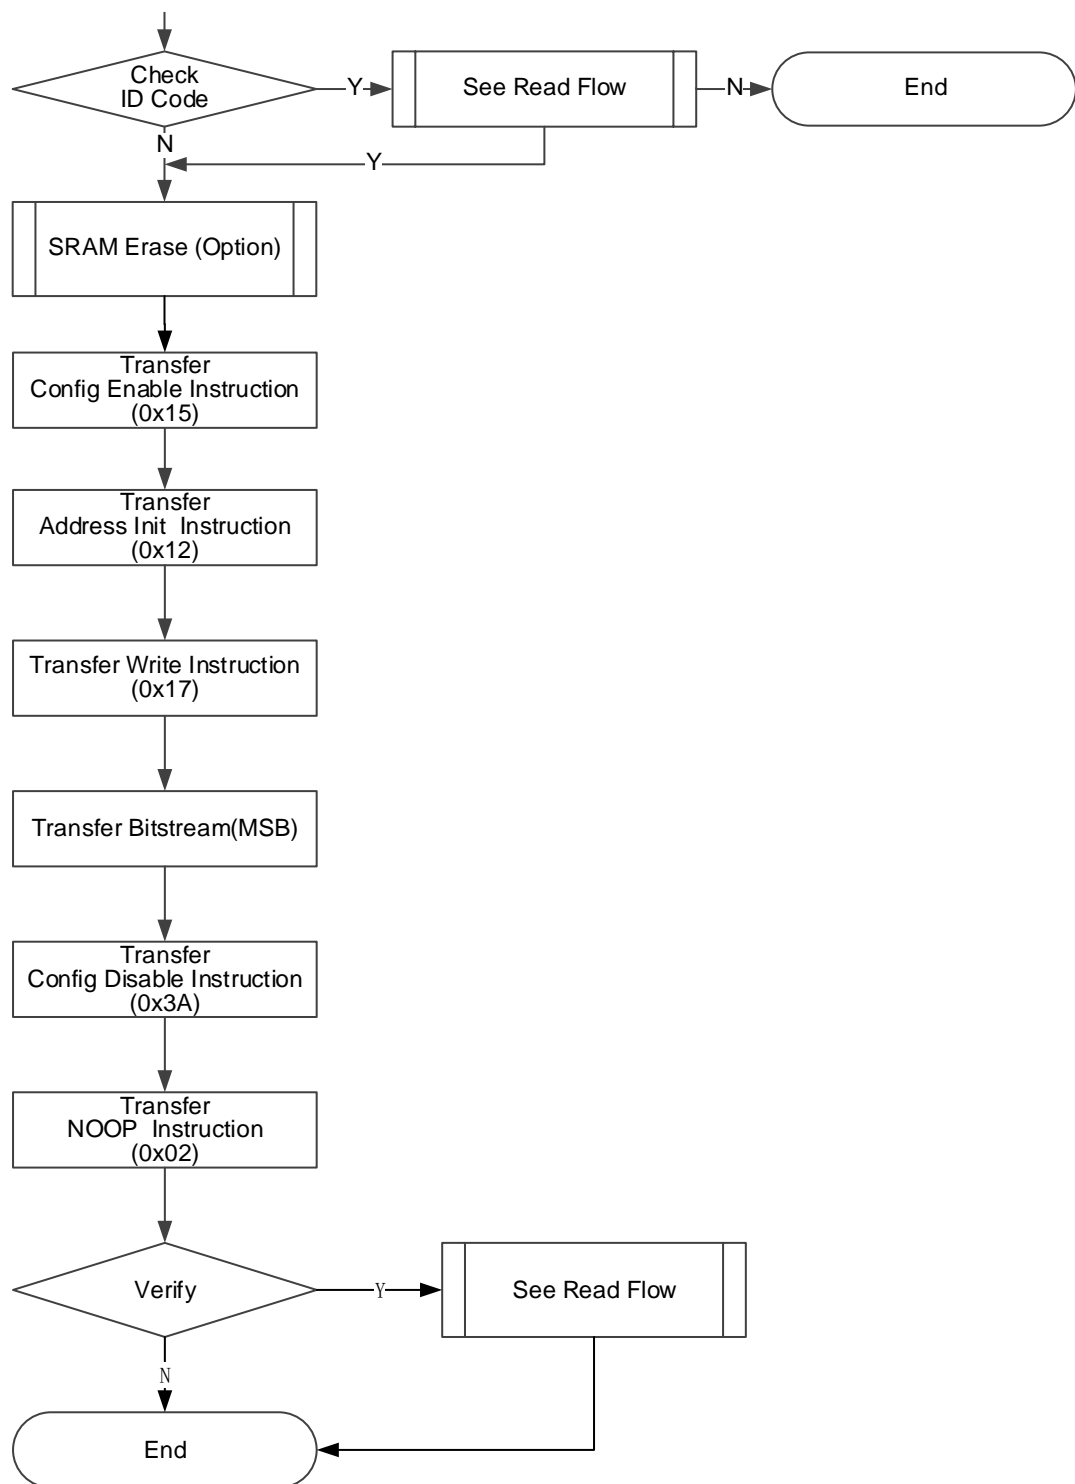 Check
ID Code
Y
See Read Flow
N
End
N
Y
SRAM Erase (Option)
Transfer
Config Enable Instruction
(0x15)
Transfer
Address Init  Instruction
(0x12)
Transfer Write Instruction
(0x17)
Transfer Bitstream(MSB)
Transfer
Config Disable Instruction
(0x3A)
Transfer
NOOP  Instruction
(0x02)
Verify
Y
See Read Flow
N
End